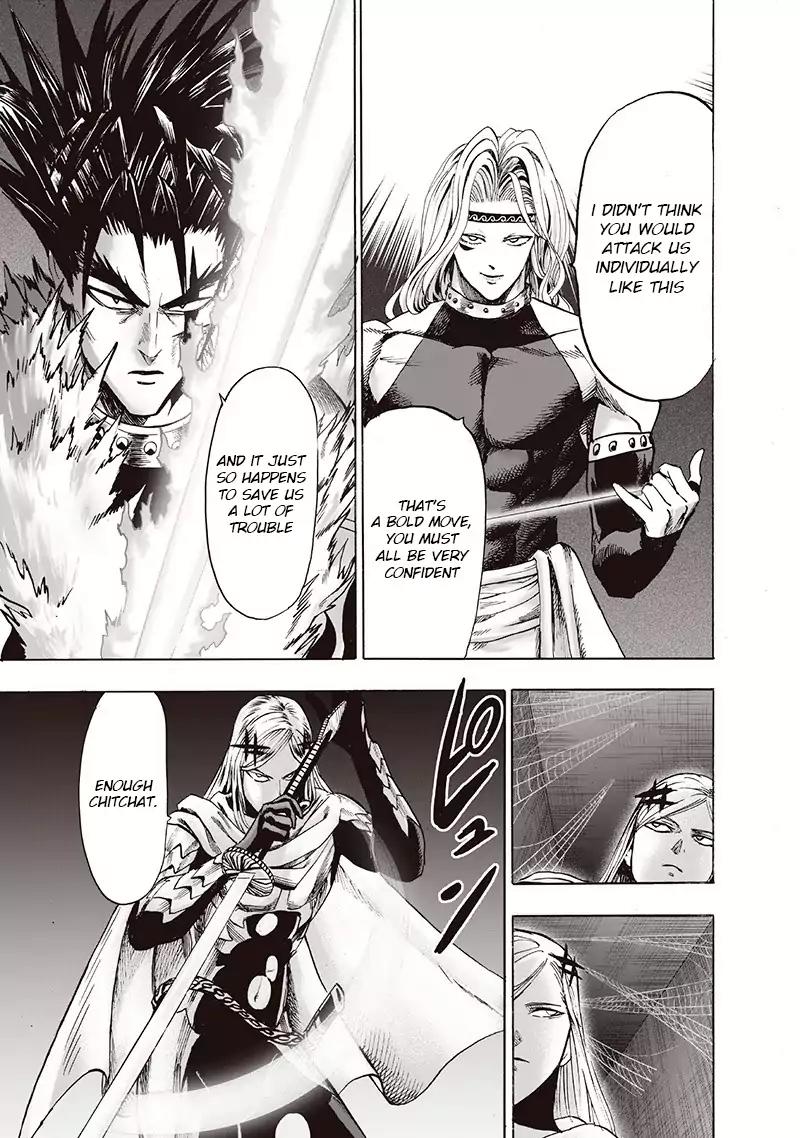 I DIDN'T THINK
YOU WOULD
ATTACK US
INDIVIDUALLY
LIKE THIS
THAT'S
A BOLD MOVE,
YOU MUST
ALL BE VERY
CONFIDENT
AND IT JUST
SO HAPPENS
TO SAVE US
A LOT OF
TROUBLE
ヒュン
ENOUGH
CHITCHAT.